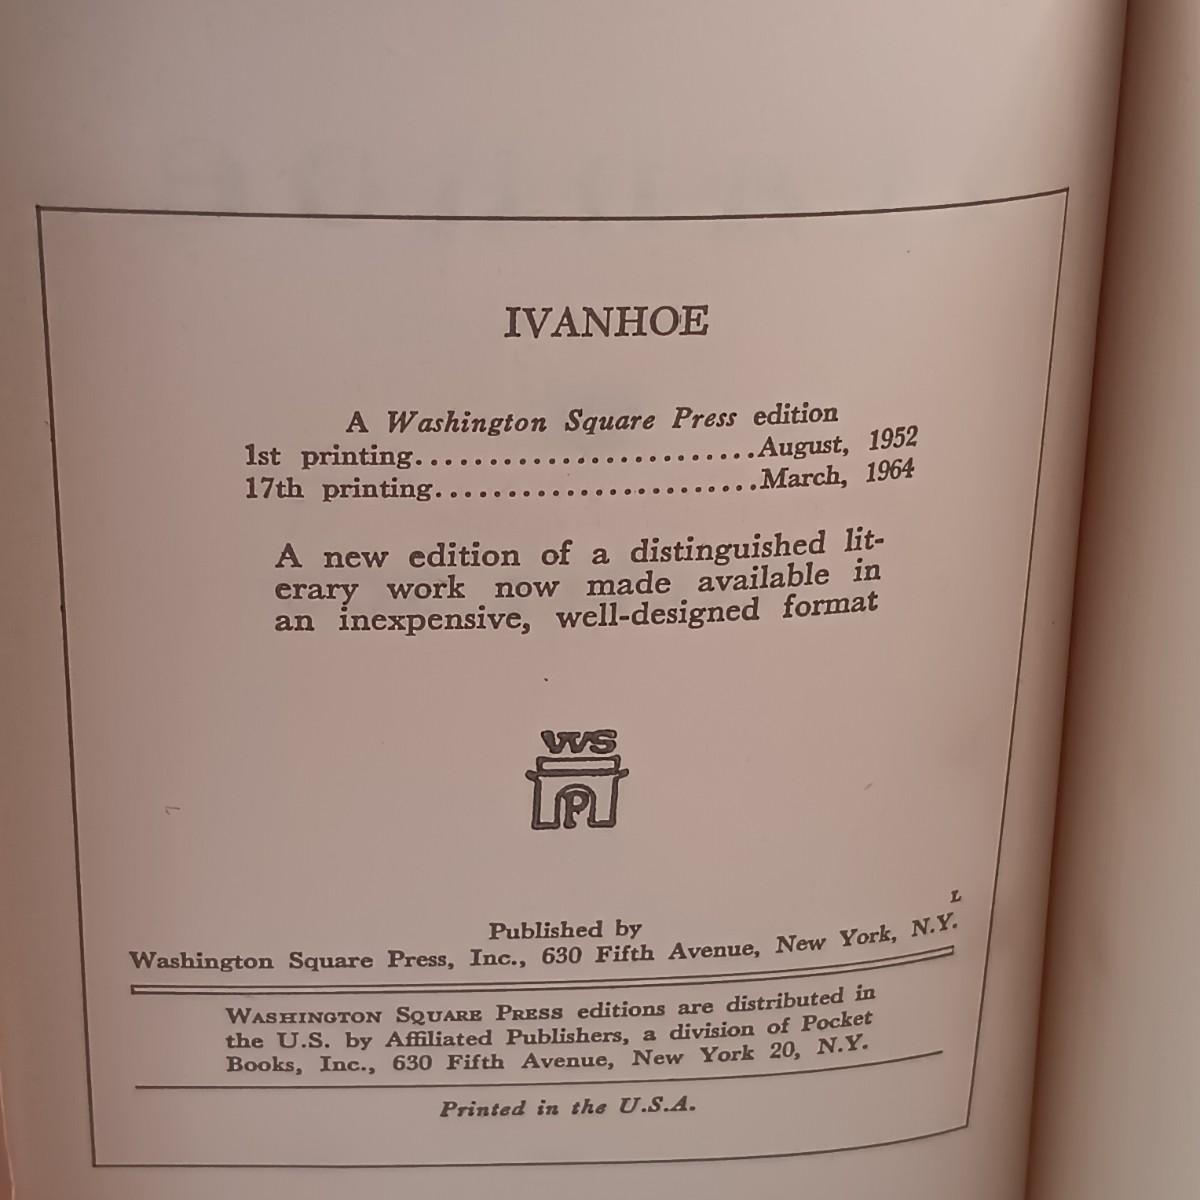 IVANHOE
A Washington Square Press edition
1st printing........................August, 1952
17th printing.......................March, 1964
A new edition of a distinguished lit-
erary work now made available in
an inexpensive, well-designed format
WS
P
L
Published by
Washington Square Press, Inc., 630 Fifth Avenue, New York, N.Y.
WASHINGTON SQUARE PRESS editions are distributed in
the U.S. by Affiliated Publishers, a division of Pocket
Books, Inc., 630 Fifth Avenue, New York 20, N.Y.
Printed in the U.S.A.